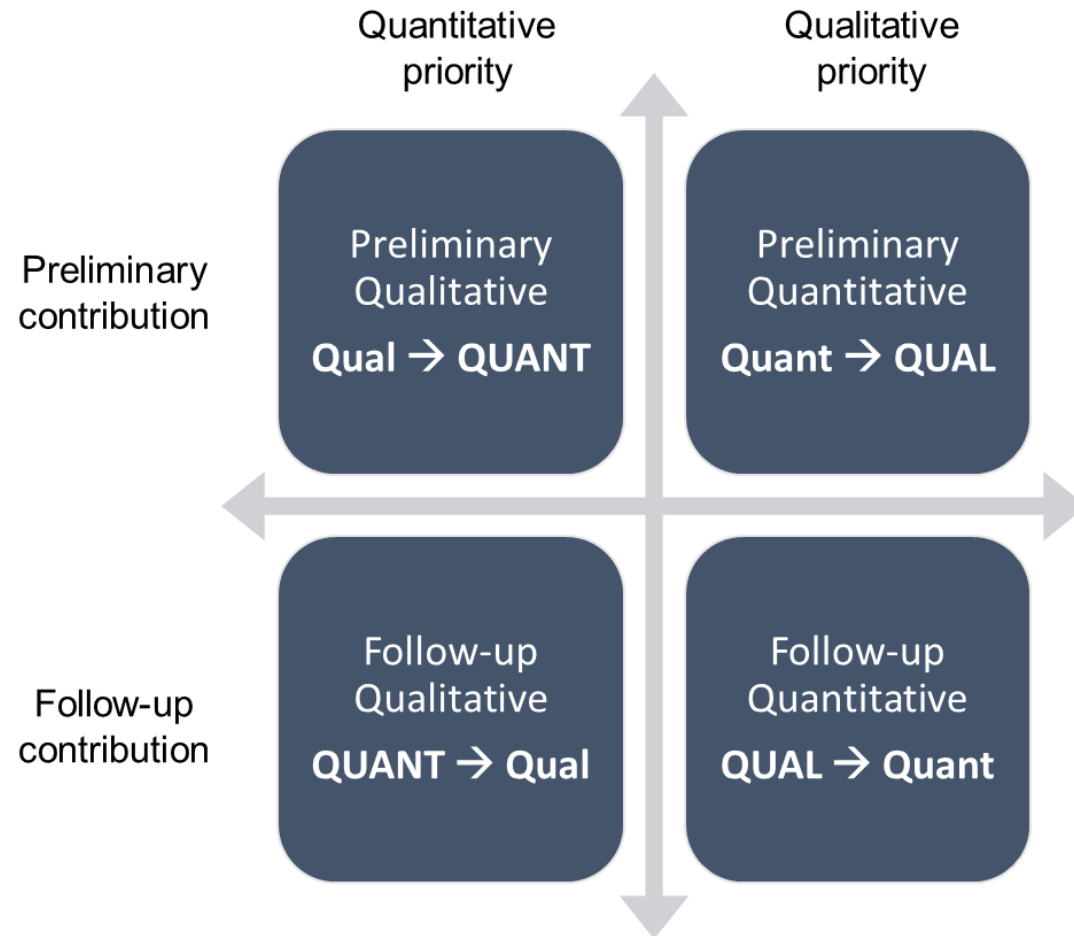 Quantitative
priority
Qualitative
priority
Preliminary
contribution
Preliminary
Qualitative
Qual → QUANT
Preliminary
Quantitative
Quant → QUAL
Follow-up
contribution
Follow-up
Qualitative
QUANT → Qual
Follow-up
Quantitative
QUAL → Quant